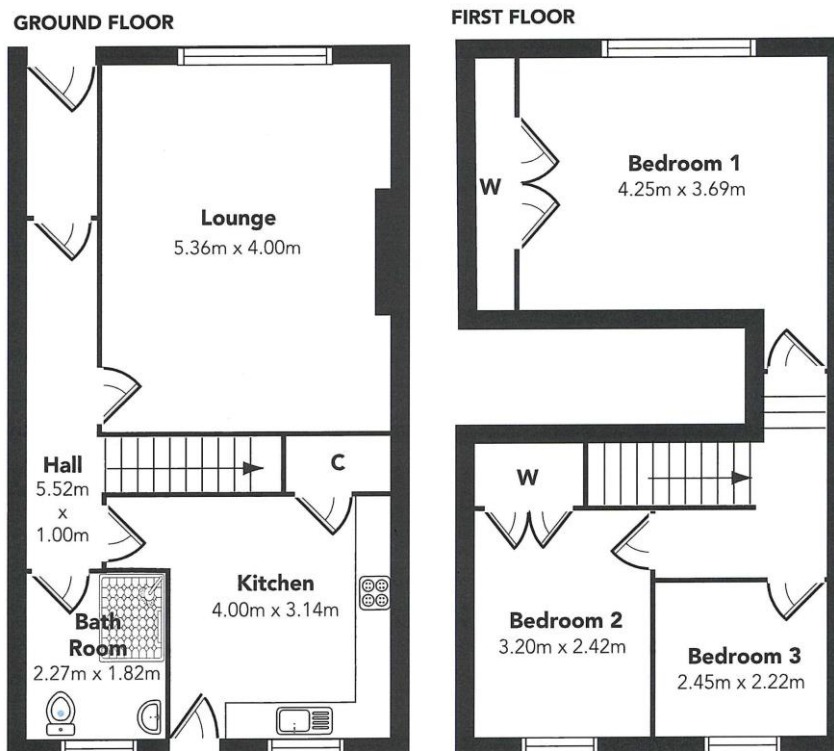 GROUND FLOOR
Lounge
5.36m x 4.00m
Hall
5.52m
x
1.00m
C
Kitchen
4.00m x 3.14m
Bath
Room
2.27m x 1.82m
FIRST FLOOR
W
Bedroom 1
4.25m x 3.69m
W
Bedroom 2
3.20m x 2.42m
Bedroom 3
2.45m x 2.22m